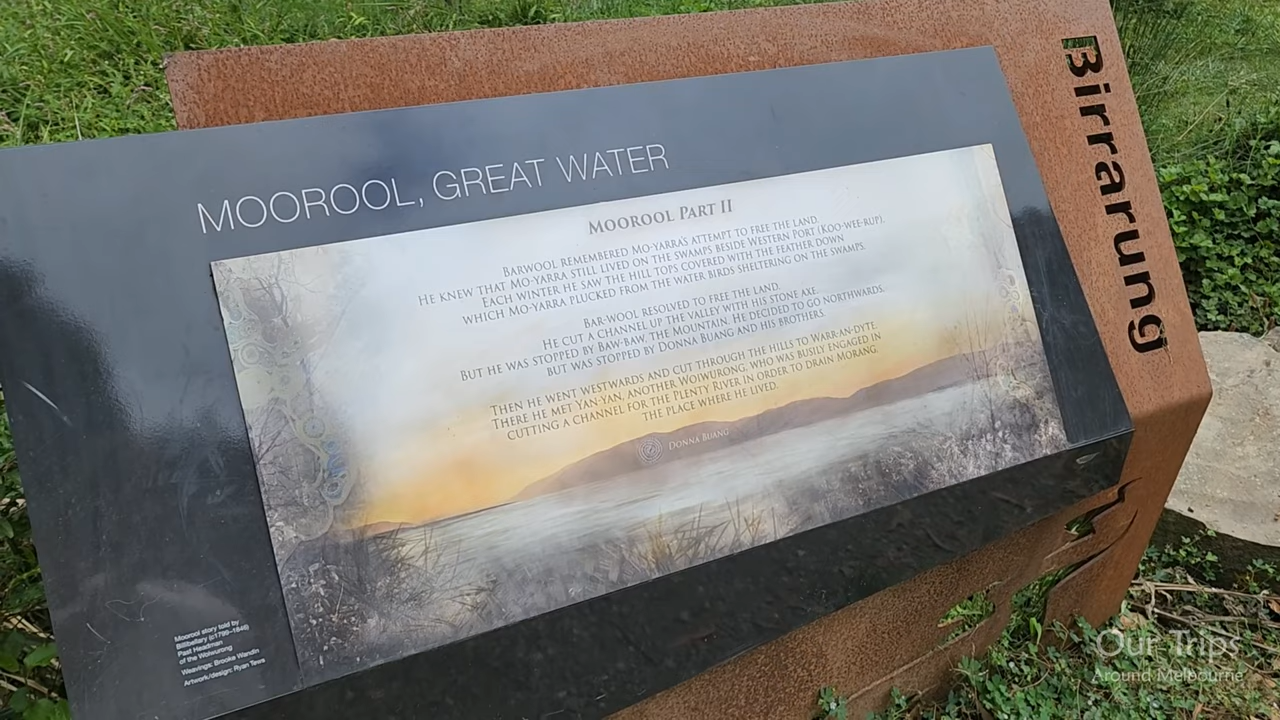 MOOROOL, GREAT WATER
MOOROOL PART II
BARWOOL REMEMBERED MO-YARRA'S ATTEMPT TO FREE THE LAND.
HE KNEW THAT MO-YARRA STILL LIVED ON THE SWAMPS BESIDE WESTERN PORT (KOO-WEE-RUP).
EACH WINTER HE SAW THE HILL TOPS COVERED WITH THE FEATHER DOWN
WHICH MO-YARRA PLUCKED FROM THE WATER BIRDS SHELTERING ON THE SWAMPS.
BAR-WOOL RESOLVED TO FREE THE LAND.
HE CUT A CHANNEL UP THE VALLEY WITH HIS STONE AXE.
BUT HE WAS STOPPED BY BAW-BAW, THE MOUNTAIN. HE DECIDED TO GO NORTHWARDS,
BUT WAS STOPPED BY DONNA BUANG AND HIS BROTHERS.
THEN HE WENT WESTWARDS AND CUT THROUGH THE HILLS TO WARR-AN-DYTE.
THERE HE MET YAN-YAN, ANOTHER WOIWURONG, WHO WAS BUSILY ENGAGED IN
CUTTING A CHANNEL FOR THE PLENTY RIVER IN ORDER TO DRAIN MORANG,
THE PLACE WHERE HE LIVED.
DONNA BUANG
Moorool story told by
Billibellary (c1799–1846)
Past Headman
of the Woiwurong
Weavings: Brooke Wandin
Artwork/design: Ryan Tews
Birrarung
Our Trips
Around Melbourne